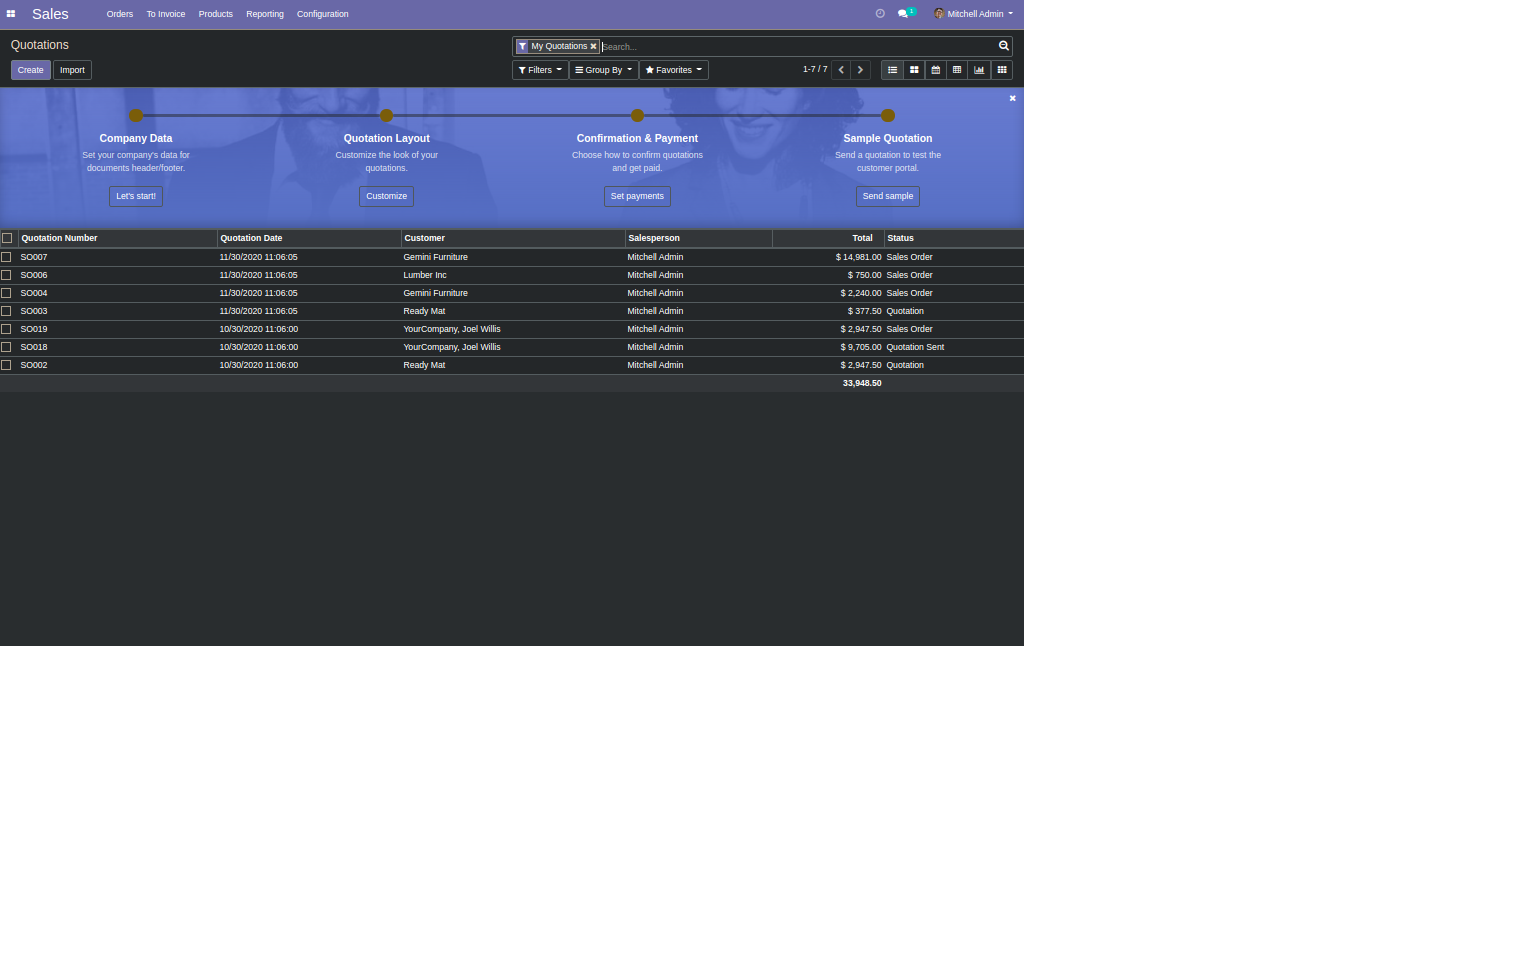 Sales Orders To Invoice Products Reporting Configuration 1 Mitchell Admin
Quotations My Quotations Search...
Create Import Filters Group By Favorites 1-7 / 7
Company Data Quotation Layout Confirmation & Payment Sample Quotation
Set your company's data for Customize the look of your Choose how to confirm quotations Send a quotation to test the
documents header/footer. quotations. and get paid. customer portal.
Let's start! Customize Set payments Send sample
Quotation Number Quotation Date Customer Salesperson Total Status
SO007 11/30/2020 11:06:05 Gemini Furniture Mitchell Admin $ 14,981.00 Sales Order
SO006 11/30/2020 11:06:05 Lumber Inc Mitchell Admin $ 750.00 Sales Order
SO004 11/30/2020 11:06:05 Gemini Furniture Mitchell Admin $ 2,240.00 Sales Order
SO003 11/30/2020 11:06:05 Ready Mat Mitchell Admin $ 377.50 Quotation
SO019 10/30/2020 11:06:00 YourCompany, Joel Willis Mitchell Admin $ 2,947.50 Sales Order
SO018 10/30/2020 11:06:00 YourCompany, Joel Willis Mitchell Admin $ 9,705.00 Quotation Sent
SO002 10/30/2020 11:06:00 Ready Mat Mitchell Admin $ 2,947.50 Quotation
33,948.50